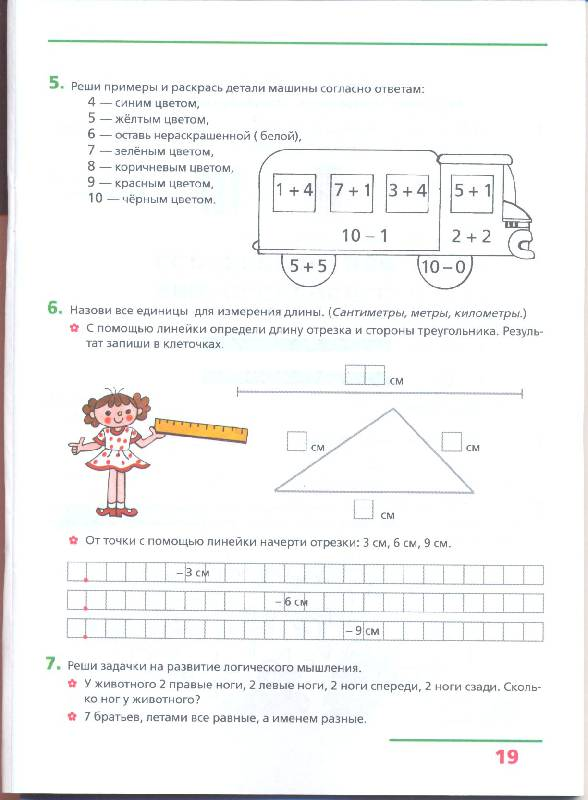 5. Реши примеры и раскрась детали машины согласно ответам:
4 — синим цветом,
5 — жёлтым цветом,
6 — оставь нераскрашенной ( белой),
7 — зелёным цветом,
8 — коричневым цветом,
9 — красным цветом,
10 — чёрным цветом.
1 + 4 7 + 1 3 + 4 5 + 1
10 – 1 2 + 2
5 + 5 10 – 0
6. Назови все единицы для измерения длины. (Сантиметры, метры, километры.)
С помощью линейки определи длину отрезка и стороны треугольника. Резуль-
тат запиши в клеточках.
см
см см
см
От точки с помощью линейки начерти отрезки: 3 см, 6 см, 9 см.
– 3 см
– 6 см
– 9 см
7. Реши задачки на развитие логического мышления.
У животного 2 правые ноги, 2 левые ноги, 2 ноги спереди, 2 ноги сзади. Сколь-
ко ног у животного?
7 братьев, летами все равные, а именем разные.
19